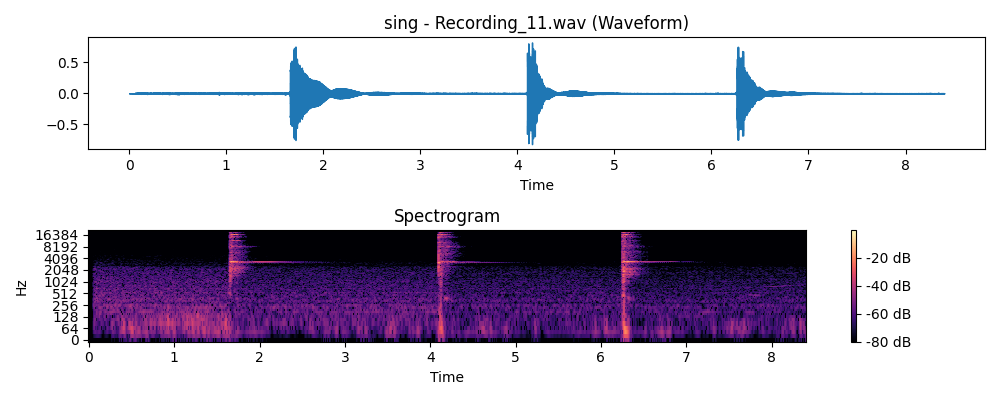 sing - Recording_11.wav (Waveform)
0.5
0.0
−0.5
0 1 2 3 4 5 6 7 8
Time
Spectrogram
16384
8192
4096
2048
1024
512
256
128
64
0
Hz
0 1 2 3 4 5 6 7 8
Time
-20 dB
-40 dB
-60 dB
-80 dB